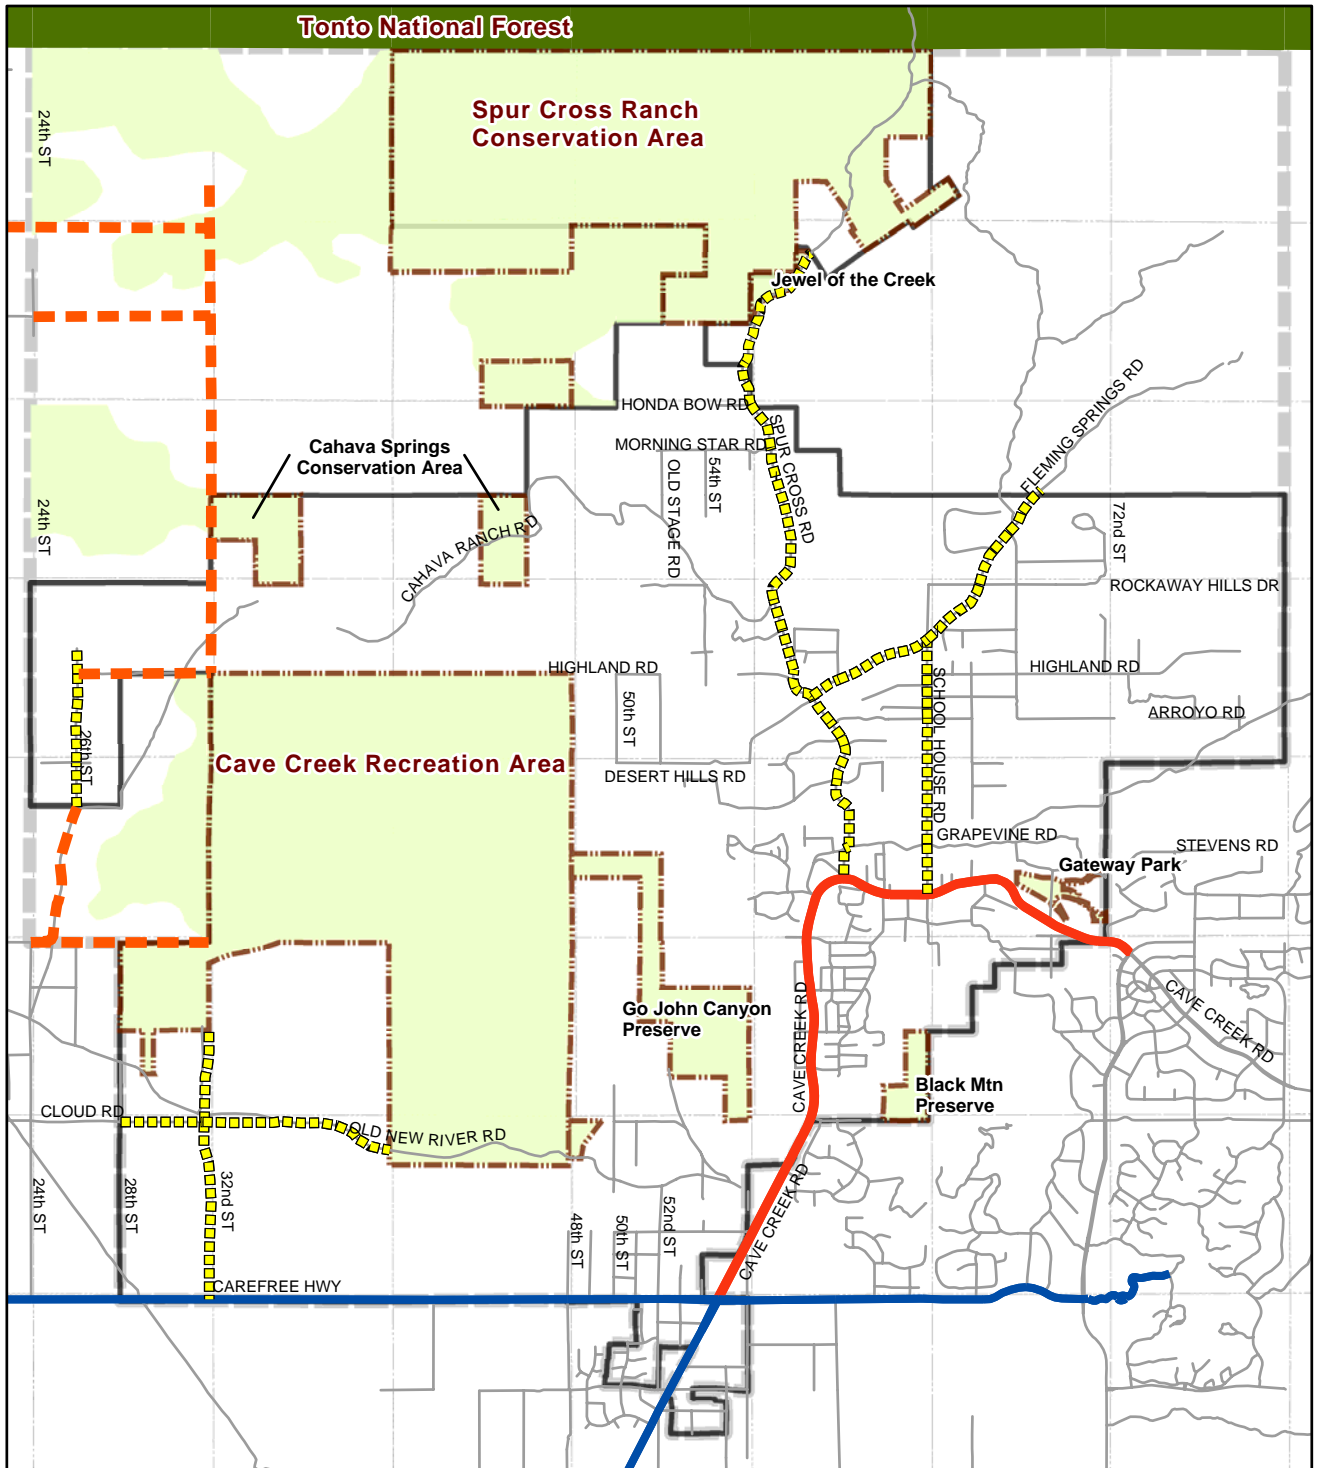 Tonto National Forest
Spur Cross Ranch
Conservation Area
24th ST
Jewel of the Creek
FLEMING SPRINGS RD
HONDA BOW RD
SPUR CROSS RD
Cahava Springs
Conservation Area
MORNING STAR RD
OLD STAGE RD
54th ST
24th ST
72nd ST
CAHAVA RANCH RD
ROCKAWAY HILLS DR
HIGHLAND RD
HIGHLAND RD
50th ST
SCHOOL HOUSE RD
ARROYO RD
26th ST
Cave Creek Recreation Area
DESERT HILLS RD
GRAPEVINE RD
STEVENS RD
Gateway Park
Go John Canyon
Preserve
CAVE CREEK RD
CAVE CREEK RD
Black Mtn
Preserve
CLOUD RD
OLD NEW RIVER RD
24th ST
28th ST
32nd ST
48th ST
50th ST
52nd ST
CAVE CREEK RD
CAREFREE HWY